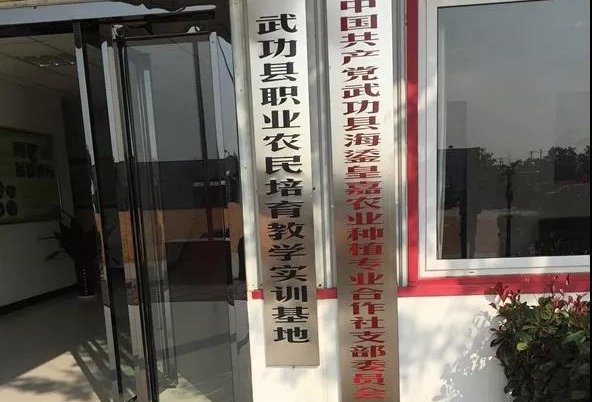 武功县职业农民培育教学实训基地
中国共产党武功县海鎏皇嘉农业种植专业合作社支部委员会